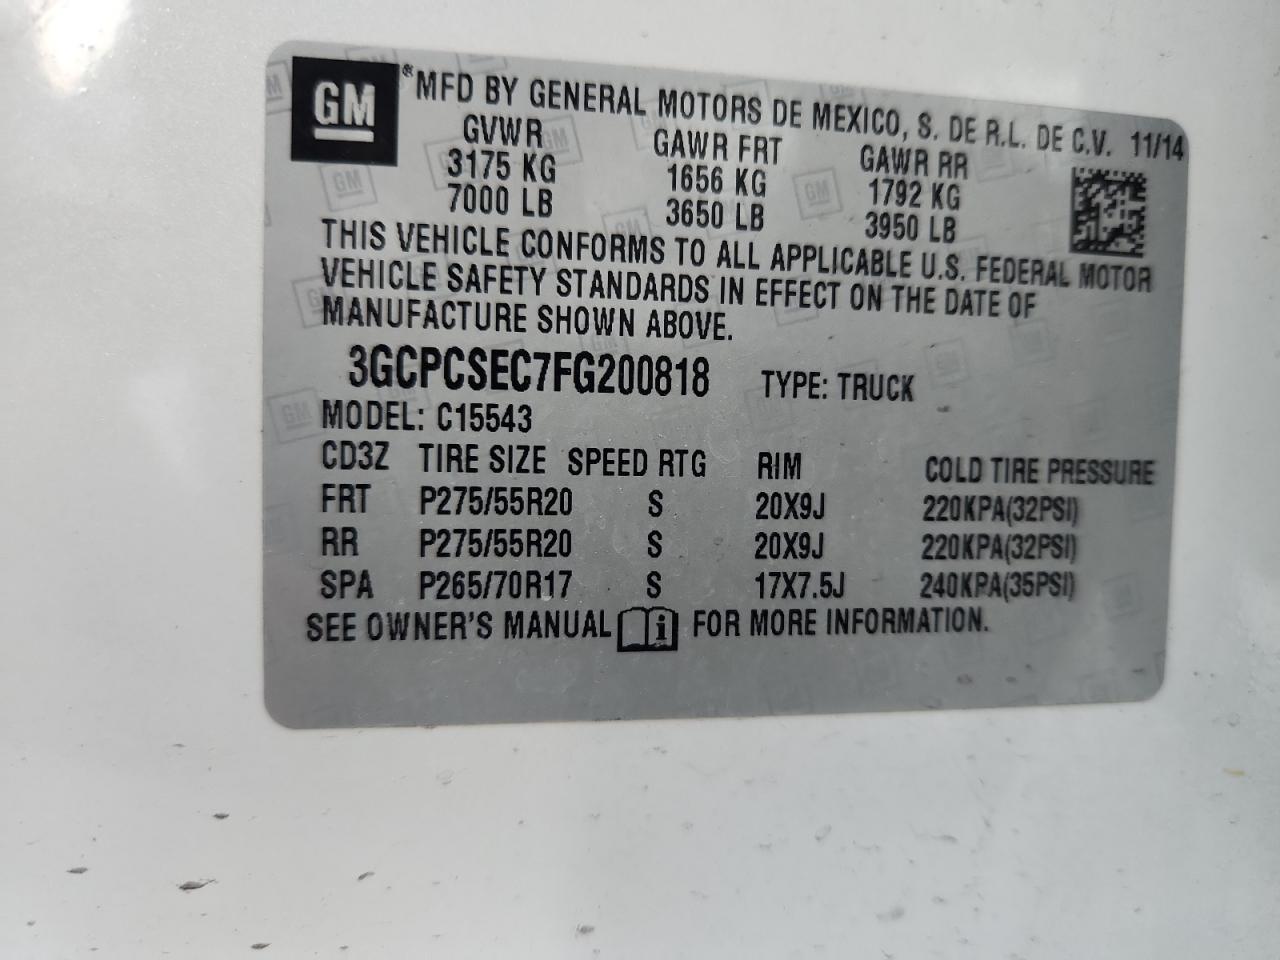 GM ®MFD BY GENERAL MOTORS DE MEXICO, S. DE R.L. DE C.V. 11/14
GVWR GAWR FRT GAWR RR
3175 KG 1656 KG 1792 KG
7000 LB 3650 LB 3950 LB
THIS VEHICLE CONFORMS TO ALL APPLICABLE U.S. FEDERAL MOTOR
VEHICLE SAFETY STANDARDS IN EFFECT ON THE DATE OF
MANUFACTURE SHOWN ABOVE.
3GCPCSEC7FG200818 TYPE: TRUCK
MODEL: C15543
CD3Z TIRE SIZE SPEED RTG RIM COLD TIRE PRESSURE
FRT P275/55R20 S 20X9J 220KPA(32PSI)
RR P275/55R20 S 20X9J 220KPA(32PSI)
SPA P265/70R17 S 17X7.5J 240KPA(35PSI)
SEE OWNER'S MANUAL i FOR MORE INFORMATION.